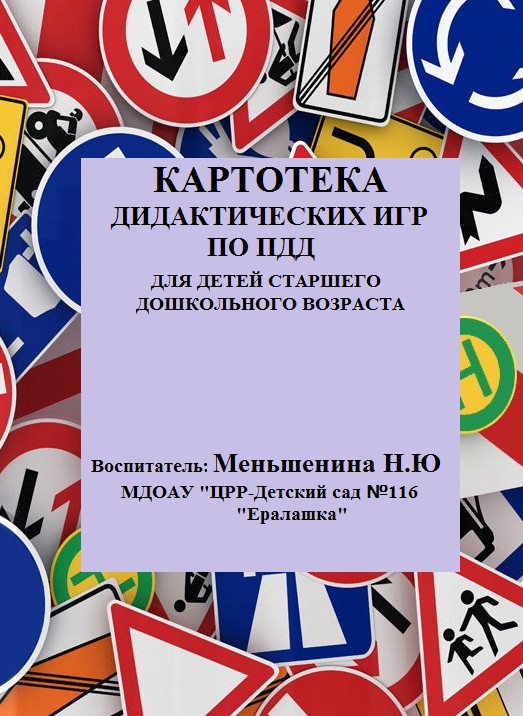 КАРТОТЕКА
ДИДАКТИЧЕСКИХ ИГР
ПО ПДД
ДЛЯ ДЕТЕЙ СТАРШЕГО
ДОШКОЛЬНОГО ВОЗРАСТА
Воспитатель: Меньшенина Н.Ю
МДОАУ "ЦРР-Детский сад №116
"Ералашка"